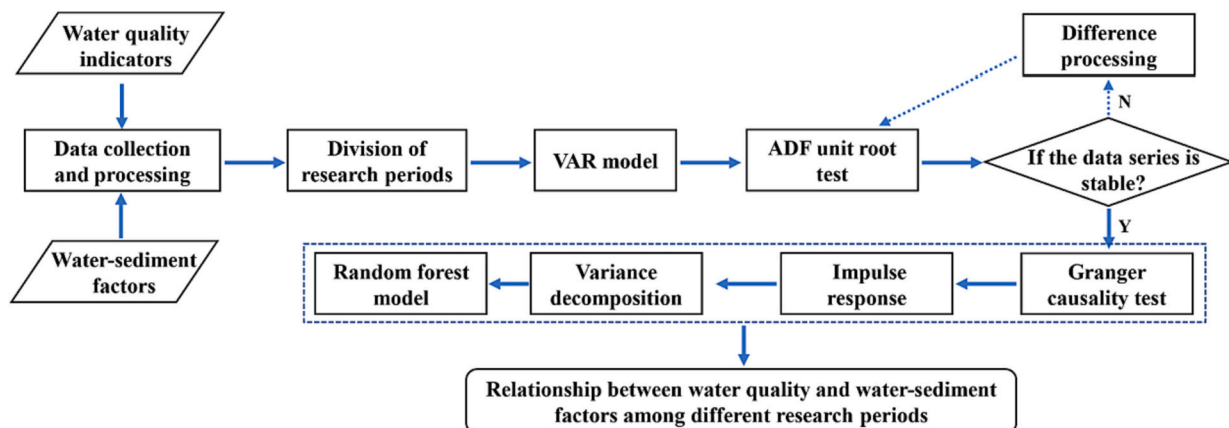 Water quality
indicators
Difference
processing
N
Data collection
and processing
Division of
research periods
VAR model
ADF unit root
test
If the data series is
stable?
Y
Water-sediment
factors
Random forest
model
Variance
decomposition
Impulse
response
Granger
causality test
Relationship between water quality and water-sediment
factors among different research periods